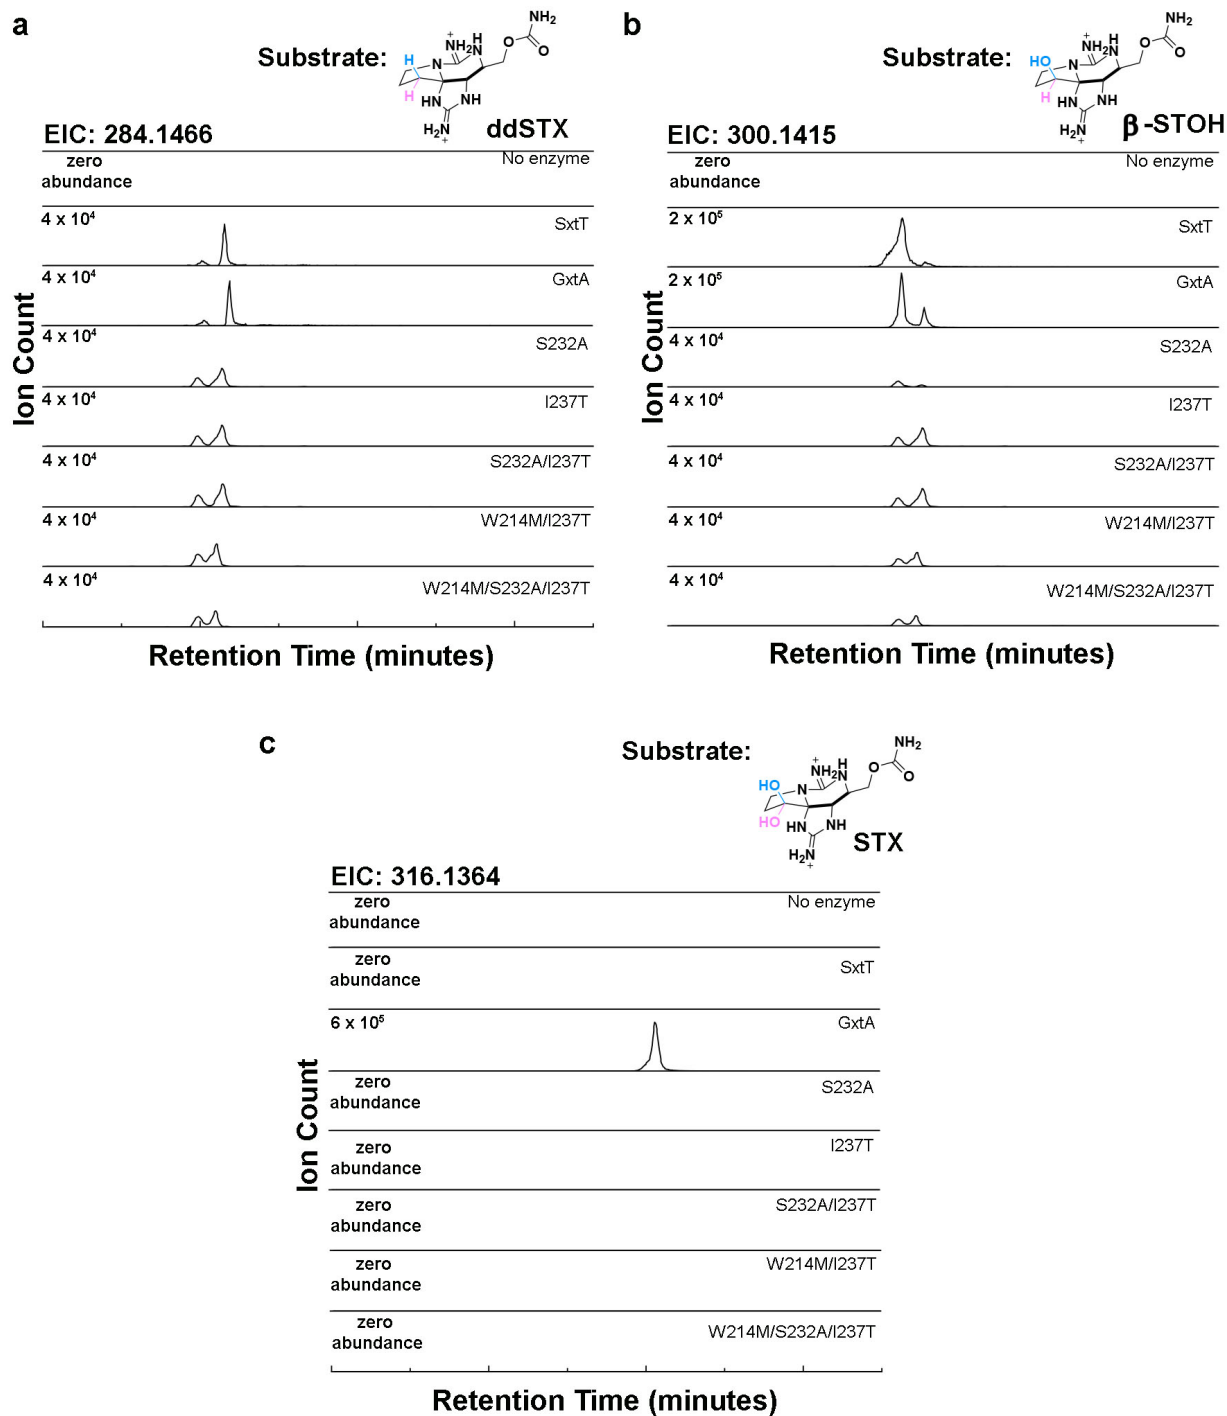 a
Substrate:
H
H
N
+
NH2
N
H
O
NH2
O
HN
NH
H2N
+
ddSTX
EIC: 284.1466
zero
abundance
No enzyme
4 x 10⁴
SxtT
4 x 10⁴
GxtA
4 x 10⁴
S232A
4 x 10⁴
I237T
4 x 10⁴
S232A/I237T
4 x 10⁴
W214M/I237T
4 x 10⁴
W214M/S232A/I237T
Ion Count
Retention Time (minutes)
b
Substrate:
HO
H
N
+
NH2
N
H
O
NH2
O
HN
NH
H2N
+
β-STOH
EIC: 300.1415
zero
abundance
No enzyme
2 x 10⁵
SxtT
2 x 10⁵
GxtA
4 x 10⁴
S232A
4 x 10⁴
I237T
4 x 10⁴
S232A/I237T
4 x 10⁴
W214M/I237T
4 x 10⁴
W214M/S232A/I237T
Ion Count
Retention Time (minutes)
c
Substrate:
HO
HO
N
+
NH2
N
H
O
NH2
O
HN
NH
H2N
+
STX
EIC: 316.1364
zero
abundance
No enzyme
zero
abundance
SxtT
6 x 10⁵
GxtA
zero
abundance
S232A
zero
abundance
I237T
zero
abundance
S232A/I237T
zero
abundance
W214M/I237T
zero
abundance
W214M/S232A/I237T
Ion Count
Retention Time (minutes)